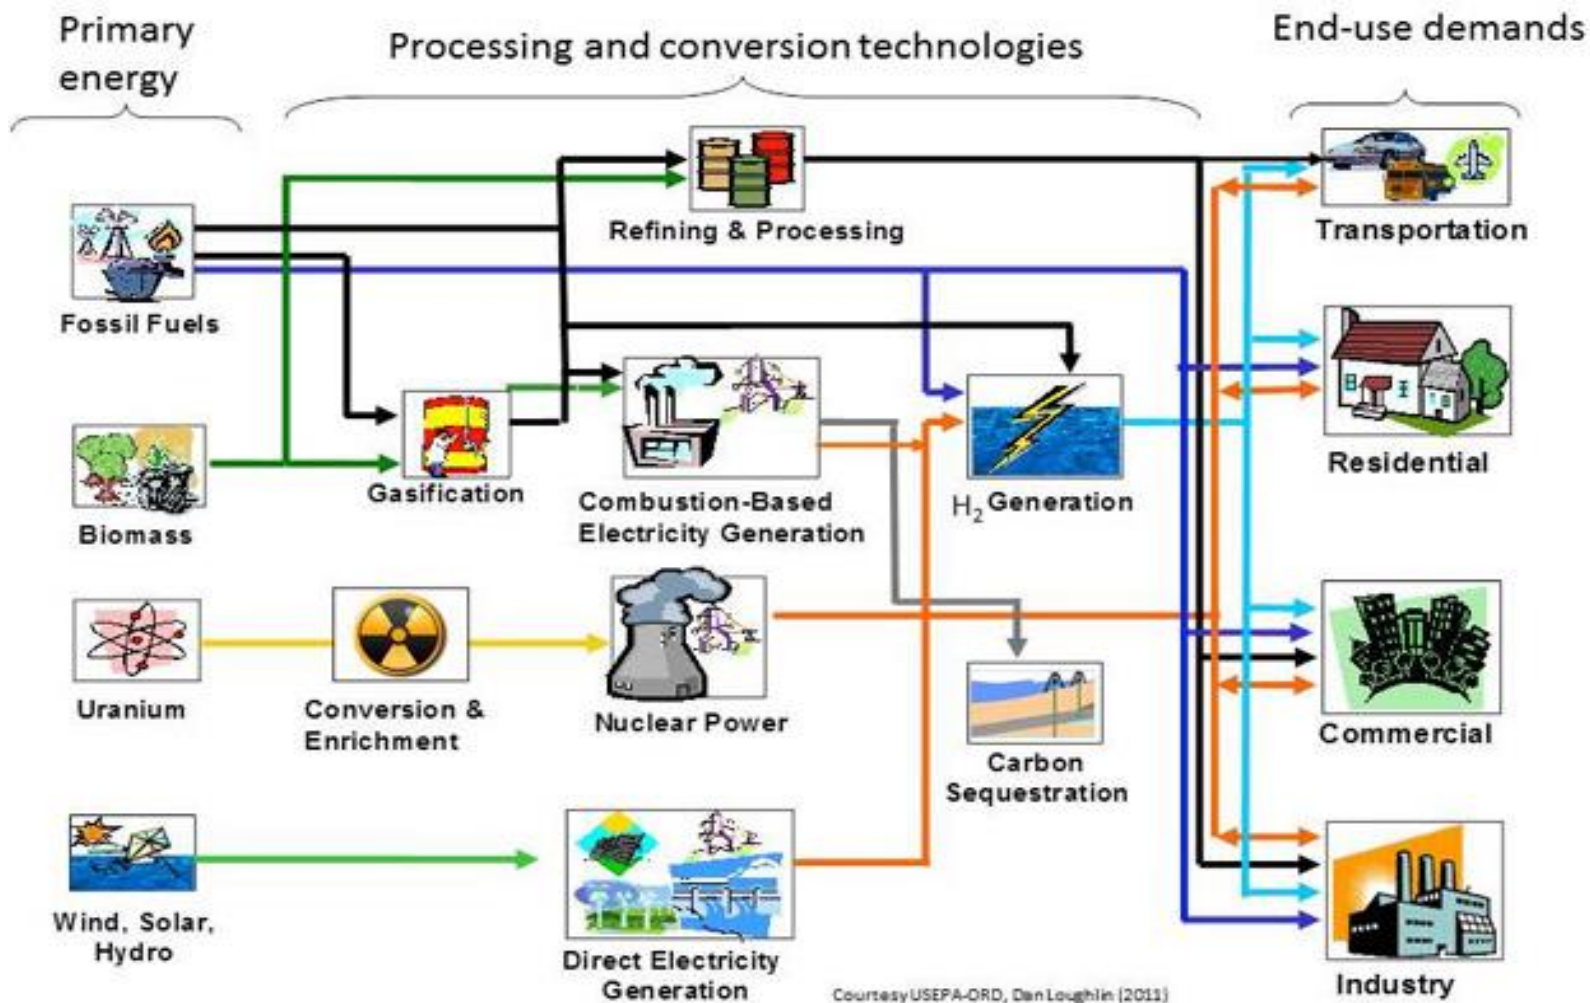 Primary
energy
Processing and conversion technologies
End-use demands
Refining & Processing
Transportation
Fossil Fuels
Residential
Gasification
Combustion-Based
Electricity Generation
H2 Generation
Biomass
Uranium
Conversion &
Enrichment
Nuclear Power
Carbon
Sequestration
Commercial
Wind, Solar,
Hydro
Direct Electricity
Generation
Industry
Courtesy USEPA-ORD, Dan Loughlin (2011)